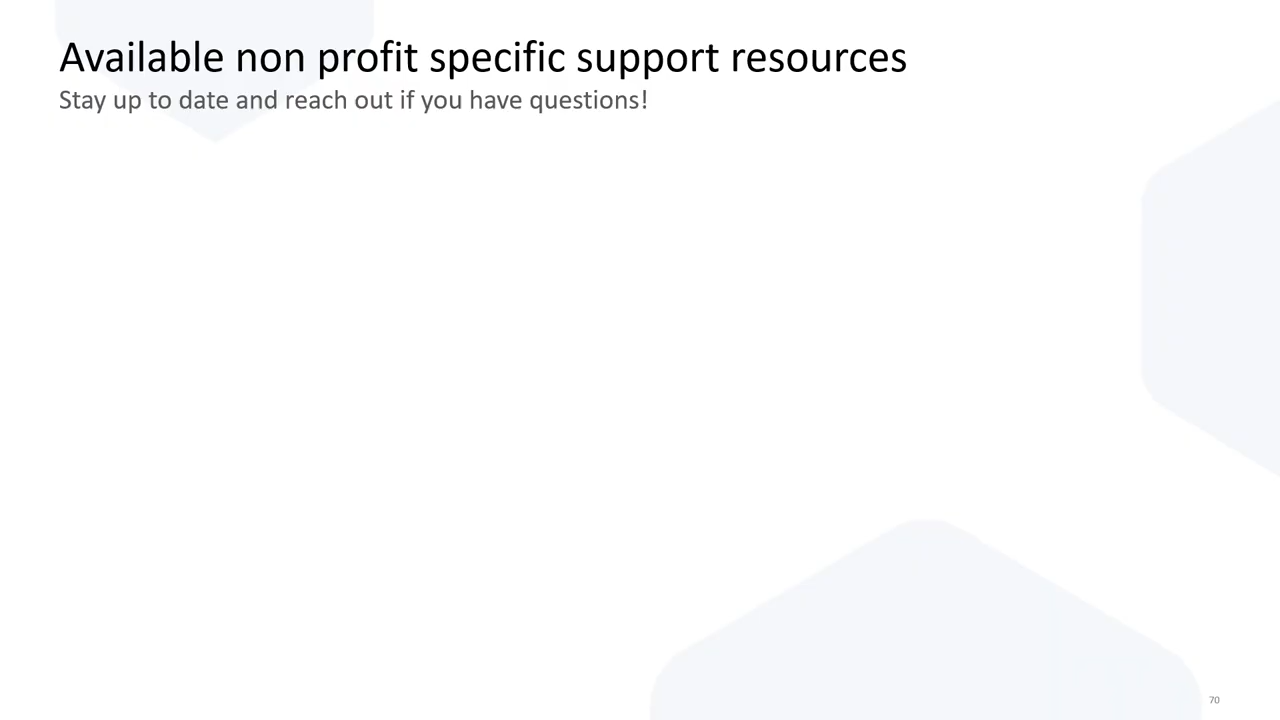 Available non profit specific support resources
Stay up to date and reach out if you have questions!
70